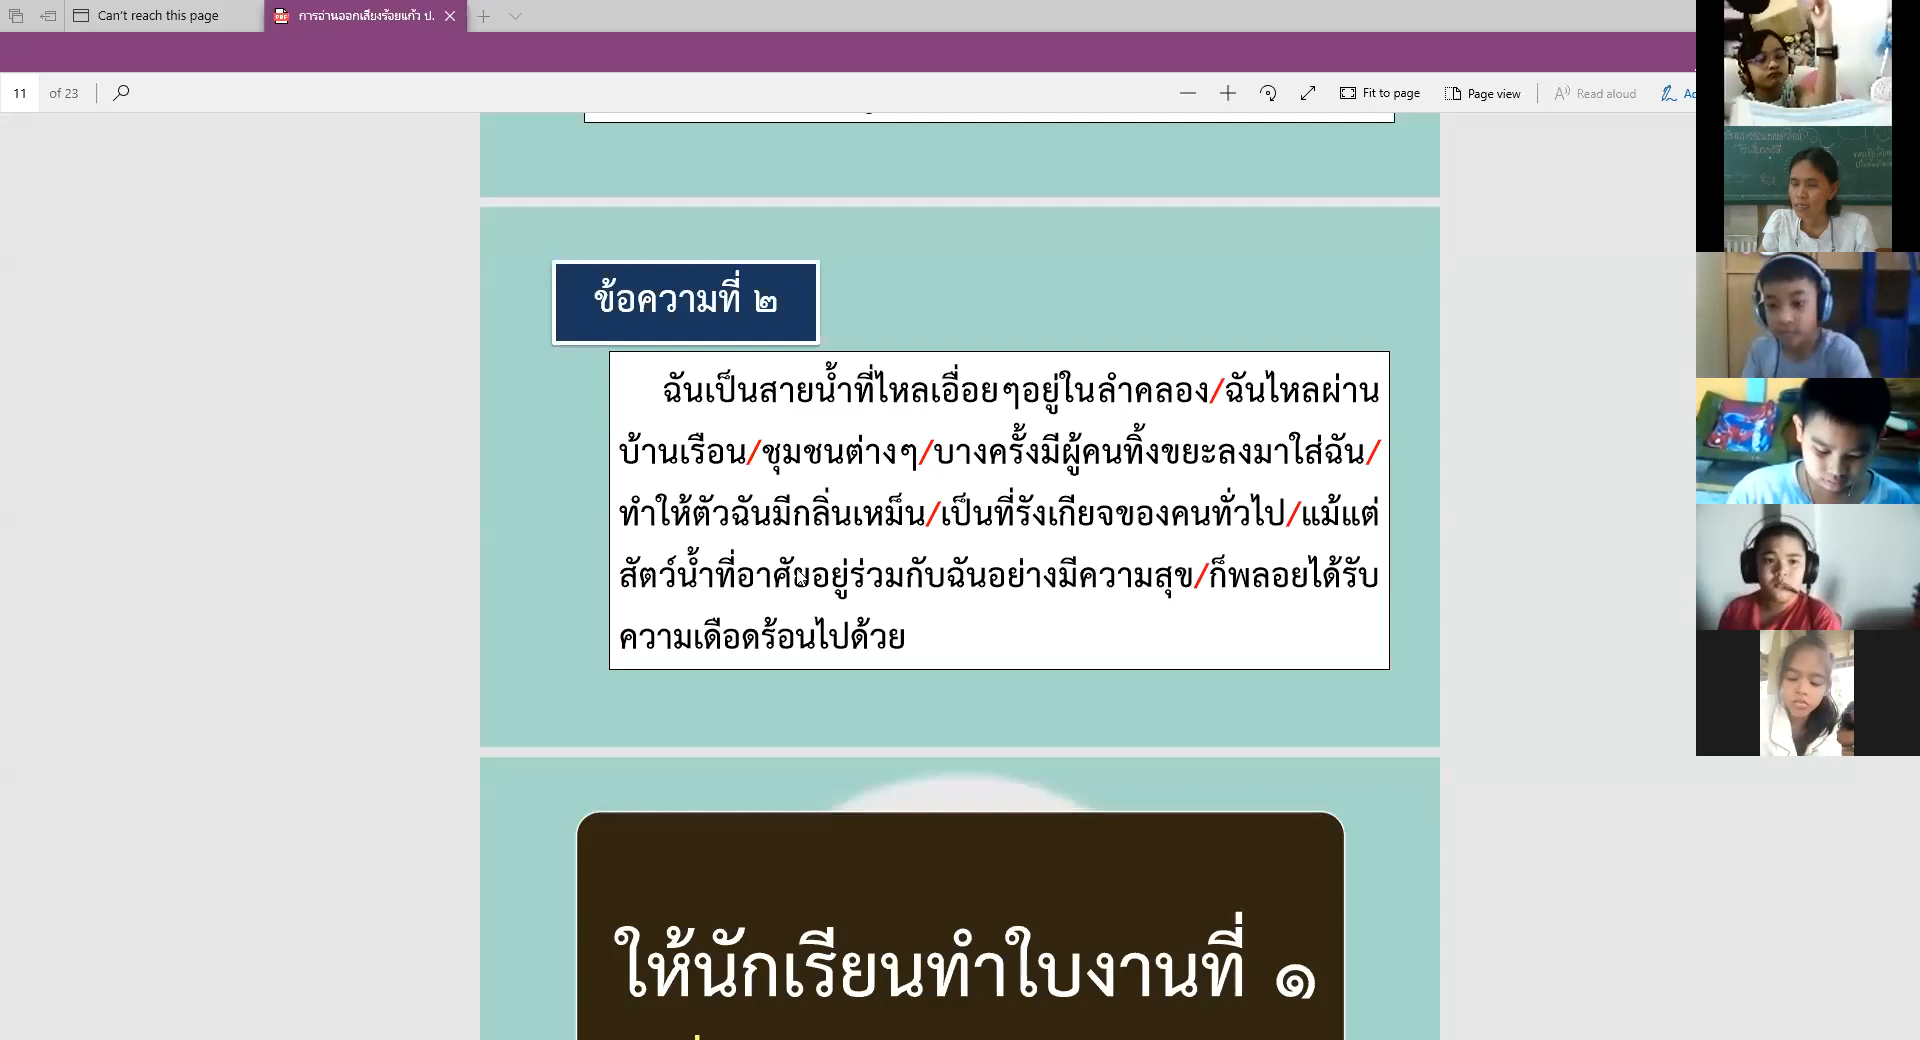 Can't reach this page
การอ่านออกเสียงร้อยแก้ว ป.
11 of 23
Fit to page
Page view
Read aloud
ข้อความที่ ๒
ฉันเป็นสายน้ำที่ไหลเอื่อยๆอยู่ในลำคลอง/ฉันไหลผ่าน
บ้านเรือน/ชุมชนต่างๆ/บางครั้งมีผู้คนทิ้งขยะลงมาใส่ฉัน/
ทำให้ตัวฉันมีกลิ่นเหม็น/เป็นที่รังเกียจของคนทั่วไป/แม้แต่
สัตว์น้ำที่อาศัยอยู่ร่วมกับฉันอย่างมีความสุข/ก็พลอยได้รับ
ความเดือดร้อนไปด้วย
ให้นักเรียนทำใบงานที่ ๑